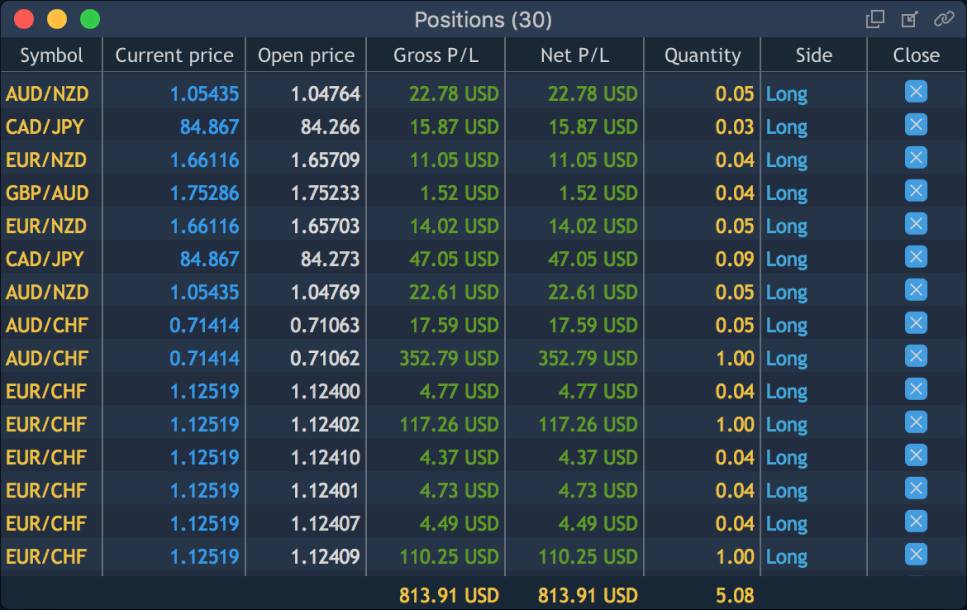 Positions (30)
Symbol Current price Open price Gross P/L Net P/L Quantity Side Close
AUD/NZD 1.05435 1.04764 22.78 USD 22.78 USD 0.05 Long
CAD/JPY 84.867 84.266 15.87 USD 15.87 USD 0.03 Long
EUR/NZD 1.66116 1.65709 11.05 USD 11.05 USD 0.04 Long
GBP/AUD 1.75286 1.75233 1.52 USD 1.52 USD 0.04 Long
EUR/NZD 1.66116 1.65703 14.02 USD 14.02 USD 0.05 Long
CAD/JPY 84.867 84.273 47.05 USD 47.05 USD 0.09 Long
AUD/NZD 1.05435 1.04769 22.61 USD 22.61 USD 0.05 Long
AUD/CHF 0.71414 0.71063 17.59 USD 17.59 USD 0.05 Long
AUD/CHF 0.71414 0.71062 352.79 USD 352.79 USD 1.00 Long
EUR/CHF 1.12519 1.12400 4.77 USD 4.77 USD 0.04 Long
EUR/CHF 1.12519 1.12402 117.26 USD 117.26 USD 1.00 Long
EUR/CHF 1.12519 1.12410 4.37 USD 4.37 USD 0.04 Long
EUR/CHF 1.12519 1.12401 4.73 USD 4.73 USD 0.04 Long
EUR/CHF 1.12519 1.12407 4.49 USD 4.49 USD 0.04 Long
EUR/CHF 1.12519 1.12409 110.25 USD 110.25 USD 1.00 Long
813.91 USD 813.91 USD 5.08